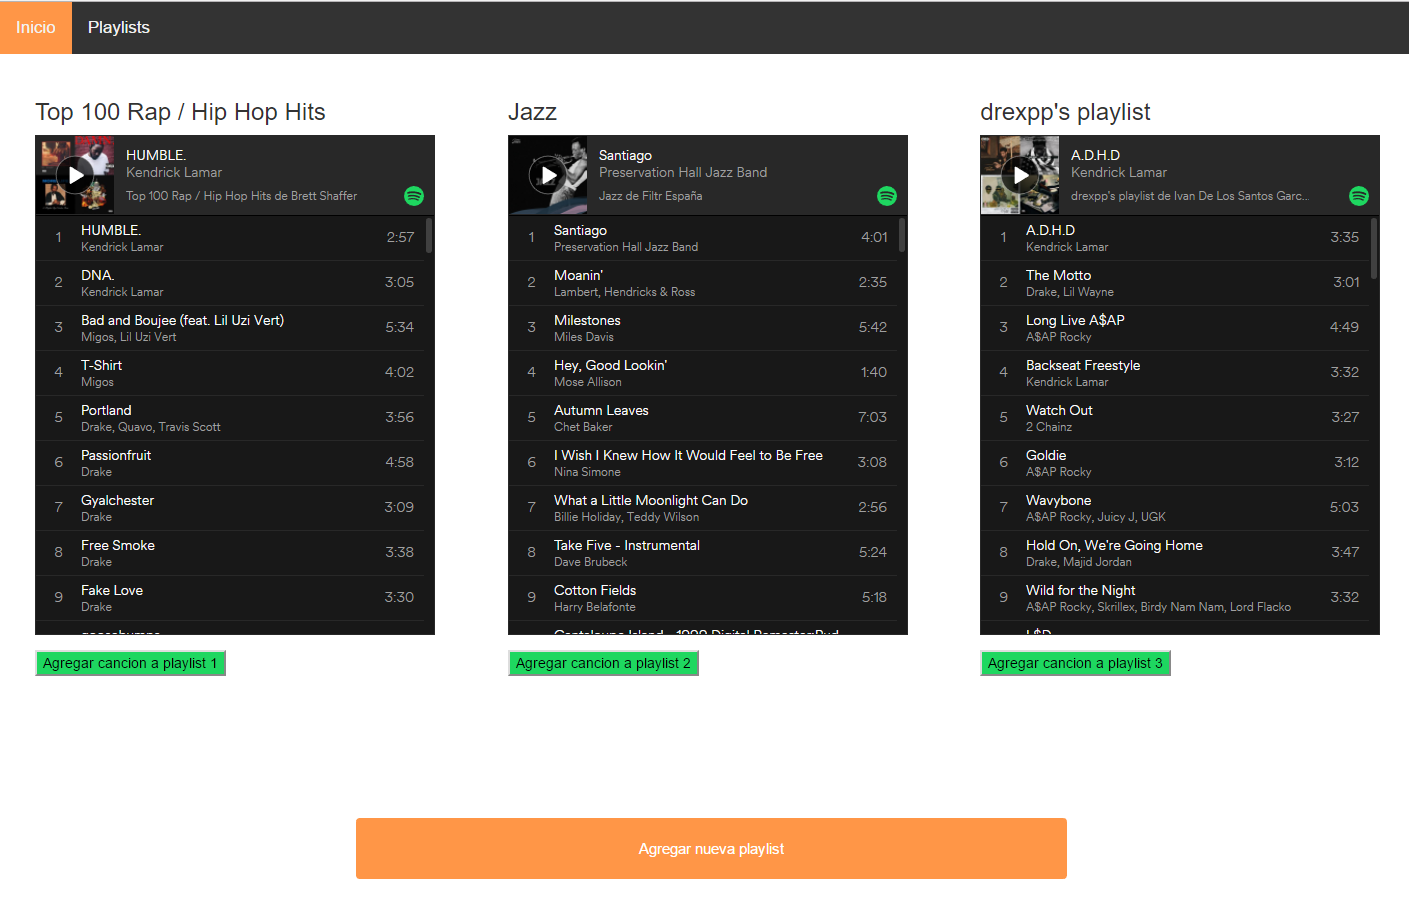 Inicio
Playlists
Top 100 Rap / Hip Hop Hits
HUMBLE.
Kendrick Lamar
Top 100 Rap / Hip Hop Hits de Brett Shaffer
1 HUMBLE. 2:57
Kendrick Lamar
2 DNA. 3:05
Kendrick Lamar
3 Bad and Boujee (feat. Lil Uzi Vert) 5:34
Migos, Lil Uzi Vert
4 T-Shirt 4:02
Migos
5 Portland 3:56
Drake, Quavo, Travis Scott
6 Passionfruit 4:58
Drake
7 Gyalchester 3:09
Drake
8 Free Smoke 3:38
Drake
9 Fake Love 3:30
Drake
Agregar cancion a playlist 1
Jazz
Santiago
Preservation Hall Jazz Band
Jazz de Filtr España
1 Santiago 4:01
Preservation Hall Jazz Band
2 Moanin' 2:35
Lambert, Hendricks & Ross
3 Milestones 5:42
Miles Davis
4 Hey, Good Lookin' 1:40
Mose Allison
5 Autumn Leaves 7:03
Chet Baker
6 I Wish I Knew How It Would Feel to Be Free 3:08
Nina Simone
7 What a Little Moonlight Can Do 2:56
Billie Holiday, Teddy Wilson
8 Take Five - Instrumental 5:24
Dave Brubeck
9 Cotton Fields 5:18
Harry Belafonte
Agregar cancion a playlist 2
drexpp's playlist
A.D.H.D
Kendrick Lamar
drexpp's playlist de Ivan De Los Santos Garc...
1 A.D.H.D 3:35
Kendrick Lamar
2 The Motto 3:01
Drake, Lil Wayne
3 Long Live A$AP 4:49
A$AP Rocky
4 Backseat Freestyle 3:32
Kendrick Lamar
5 Watch Out 3:27
2 Chainz
6 Goldie 3:12
A$AP Rocky
7 Wavybone 5:03
A$AP Rocky, Juicy J, UGK
8 Hold On, We're Going Home 3:47
Drake, Majid Jordan
9 Wild for the Night 3:32
A$AP Rocky, Skrillex, Birdy Nam Nam, Lord Flacko
Agregar cancion a playlist 3
Agregar nueva playlist